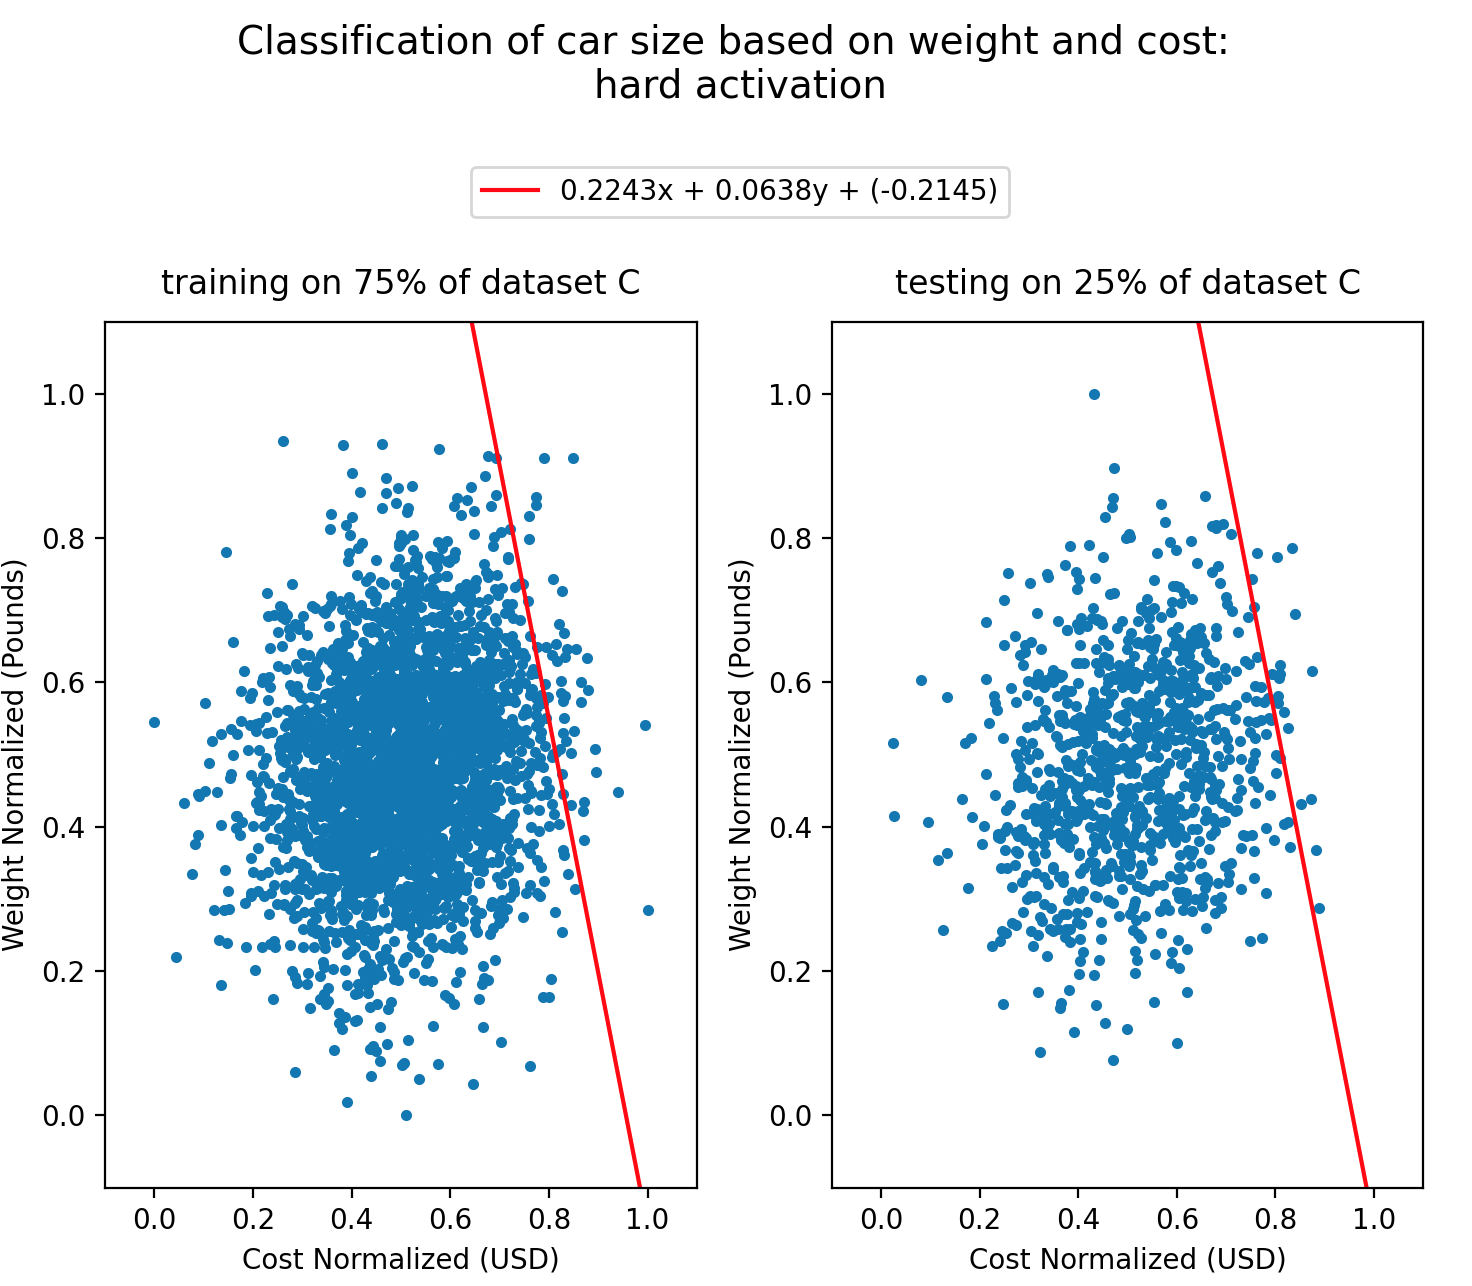 Classification of car size based on weight and cost:
hard activation
0.2243x + 0.0638y + (-0.2145)
training on 75% of dataset C
testing on 25% of dataset C
Weight Normalized (Pounds)
1.0
0.8
0.6
0.4
0.2
0.0
0.0 0.2 0.4 0.6 0.8 1.0
Cost Normalized (USD)
Weight Normalized (Pounds)
1.0
0.8
0.6
0.4
0.2
0.0
0.0 0.2 0.4 0.6 0.8 1.0
Cost Normalized (USD)